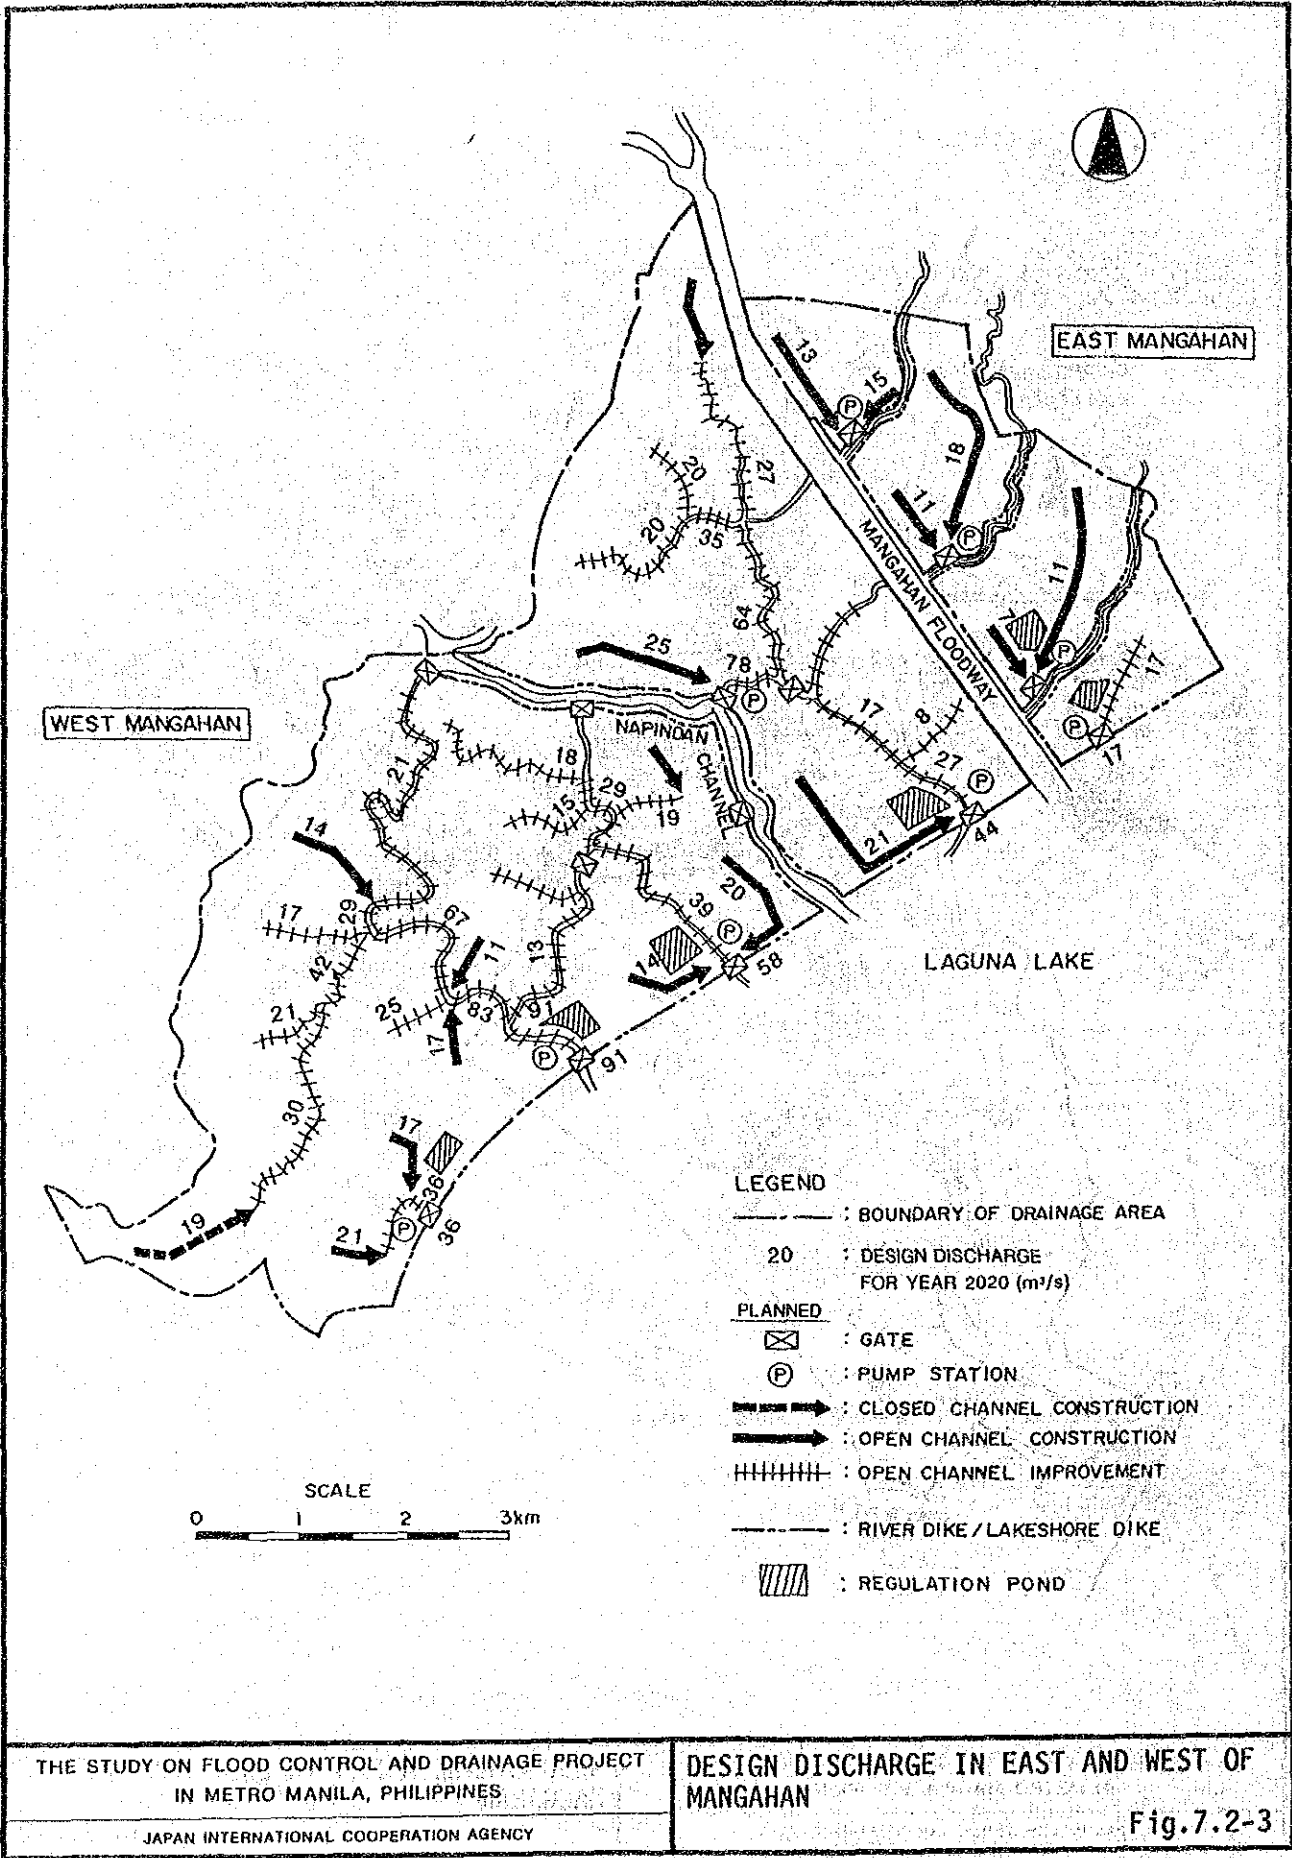 EAST MANGAHAN
13
15
P
18
11
P
27
20
20
35
MANGAHAN FLOODWAY
11
7
P
17
64
25
78
P
P
17
WEST MANGAHAN
NAPINDAN CHANNEL
17
8
27
P
21
18
29
15
19
44
21
14
20
39
P
17
29
67
42
11
13
14
58
LAGUNA LAKE
21
25
83
91
17
P
91
30
17
36
19
21
P
36
LEGEND
: BOUNDARY OF DRAINAGE AREA
20 : DESIGN DISCHARGE
FOR YEAR 2020 (m³/s)
PLANNED
: GATE
P : PUMP STATION
: CLOSED CHANNEL CONSTRUCTION
: OPEN CHANNEL CONSTRUCTION
: OPEN CHANNEL IMPROVEMENT
: RIVER DIKE/LAKESHORE DIKE
: REGULATION POND
SCALE
0 1 2 3km
THE STUDY ON FLOOD CONTROL AND DRAINAGE PROJECT
IN METRO MANILA, PHILIPPINES
JAPAN INTERNATIONAL COOPERATION AGENCY
DESIGN DISCHARGE IN EAST AND WEST OF
MANGAHAN
Fig.7.2-3